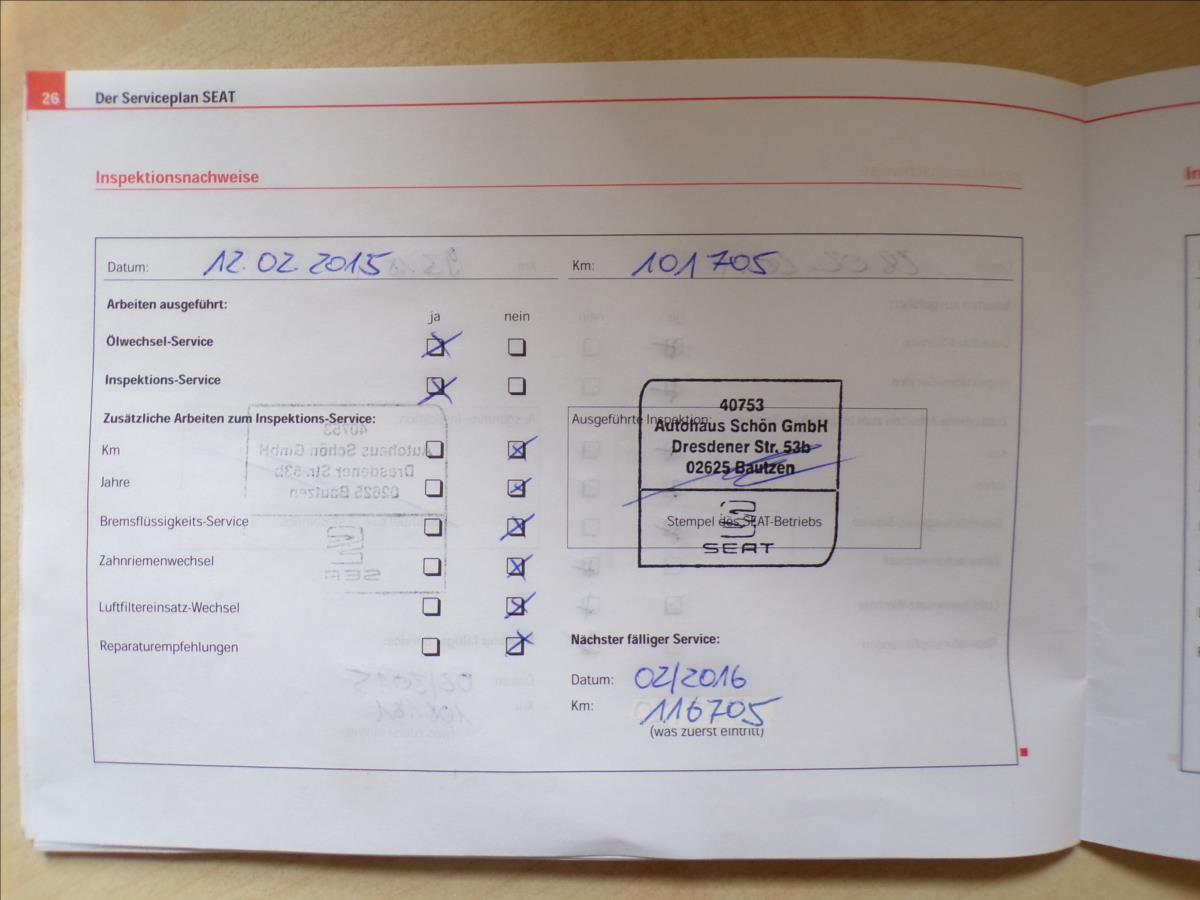 26 Der Serviceplan SEAT
Inspektionsnachweise
Datum: 12.02.2015 Km: 101705
Arbeiten ausgeführt:
ja nein
Ölwechsel-Service
Inspektions-Service
Zusätzliche Arbeiten zum Inspektions-Service:
Km
Jahre
Bremsflüssigkeits-Service
Zahnriemenwechsel
Luftfiltereinsatz-Wechsel
Reparaturempfehlungen
Ausgeführte Inspektion:
40753
Autohaus Schön GmbH
Dresdener Str. 53b
02625 Bautzen
Stempel des SEAT-Betriebs
SEAT
Nächster fälliger Service:
Datum: 02/2016
Km: 116705
(was zuerst eintritt)